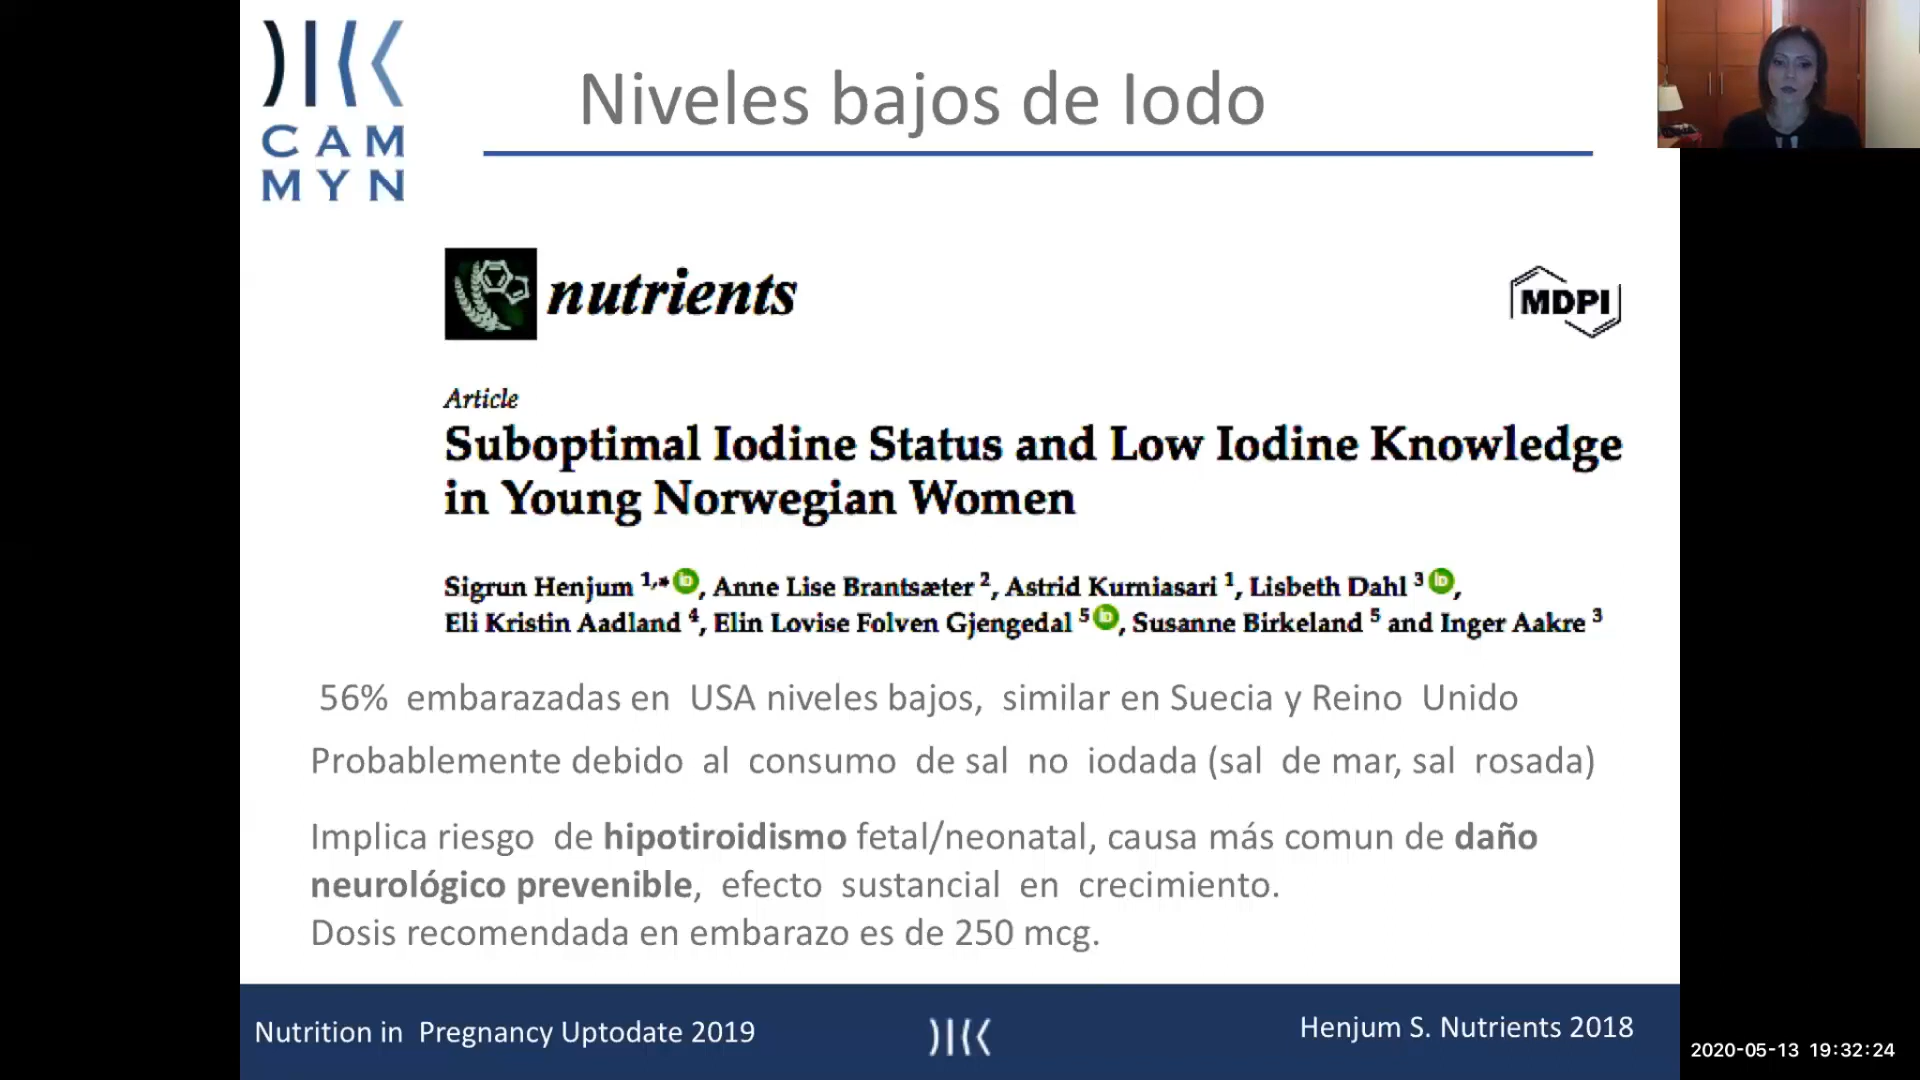 CAM
MYN
Niveles bajos de Iodo
nutrients
MDPI
Article
Suboptimal Iodine Status and Low Iodine Knowledge
in Young Norwegian Women
Sigrun Henjum 1,* iD, Anne Lise Brantsæter 2, Astrid Kurniasari 1, Lisbeth Dahl 3 iD,
Eli Kristin Aadland 4, Elin Lovise Folven Gjengedal 5 iD, Susanne Birkeland 5 and Inger Aakre 3
56% embarazadas en USA niveles bajos, similar en Suecia y Reino Unido
Probablemente debido al consumo de sal no iodada (sal de mar, sal rosada)
Implica riesgo de hipotiroidismo fetal/neonatal, causa más comun de daño
neurológico prevenible, efecto sustancial en crecimiento.
Dosis recomendada en embarazo es de 250 mcg.
Nutrition in Pregnancy Uptodate 2019
Henjum S. Nutrients 2018
2020-05-13 19:32:24